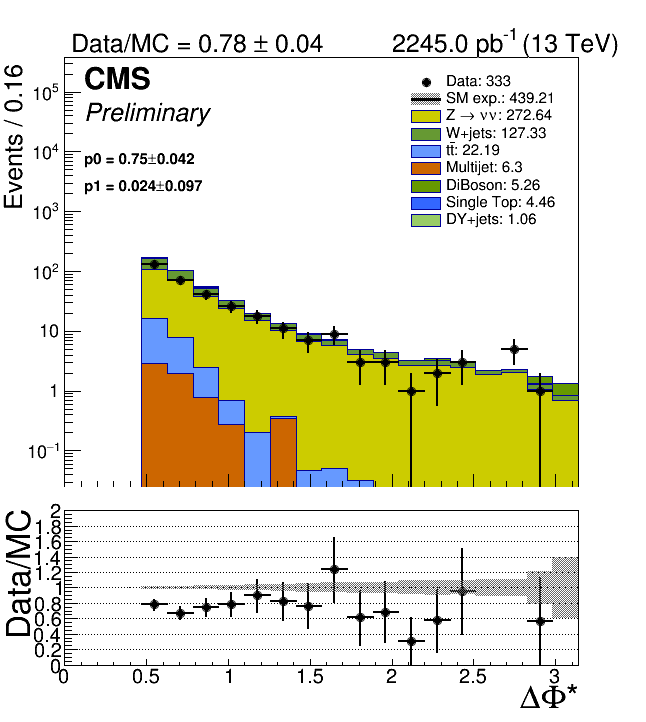 Data/MC = 0.78 ± 0.04 2245.0 pb⁻¹ (13 TeV)
CMS
Preliminary
p0 = 0.75±0.042
p1 = 0.024±0.097
Data: 333
SM exp.: 439.21
Z → νν: 272.64
W+jets: 127.33
tt̄: 22.19
Multijet: 6.3
DiBoson: 5.26
Single Top: 4.46
DY+jets: 1.06
Events / 0.16
10⁵
10⁴
10³
10²
10
1
10⁻¹
Data/MC
2
1.8
1.6
1.4
1.2
1
0.8
0.6
0.4
0.2
0
0 0.5 1 1.5 2 2.5 3
ΔΦ*